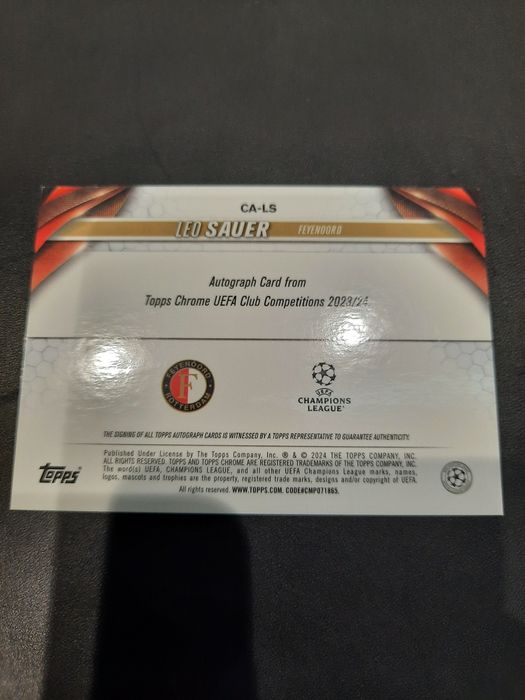 CA-LS
LEO SAUER FEYENOORD
Autograph Card from
Topps Chrome UEFA Club Competitions 2023/24
FEYENOORD
F
ROTTERDAM
UEFA
CHAMPIONS
LEAGUE®
THE SIGNING OF ALL TOPPS AUTOGRAPH CARDS IS WITNESSED BY A TOPPS REPRESENTATIVE TO GUARANTEE AUTHENTICITY.
topps®
Published Under License by The Topps Company, Inc. ® & © 2024 THE TOPPS COMPANY, INC.
ALL RIGHTS RESERVED. TOPPS AND TOPPS CHROME ARE REGISTERED TRADEMARKS OF THE TOPPS COMPANY, INC.
The word(s) UEFA, CHAMPIONS LEAGUE, and all other UEFA Champions League marks, names,
logos, mascots and trophies are the property, registered trade marks, designs and/or copyright of UEFA.
All rights reserved. WWW.TOPPS.COM. CODE#CMP071865.